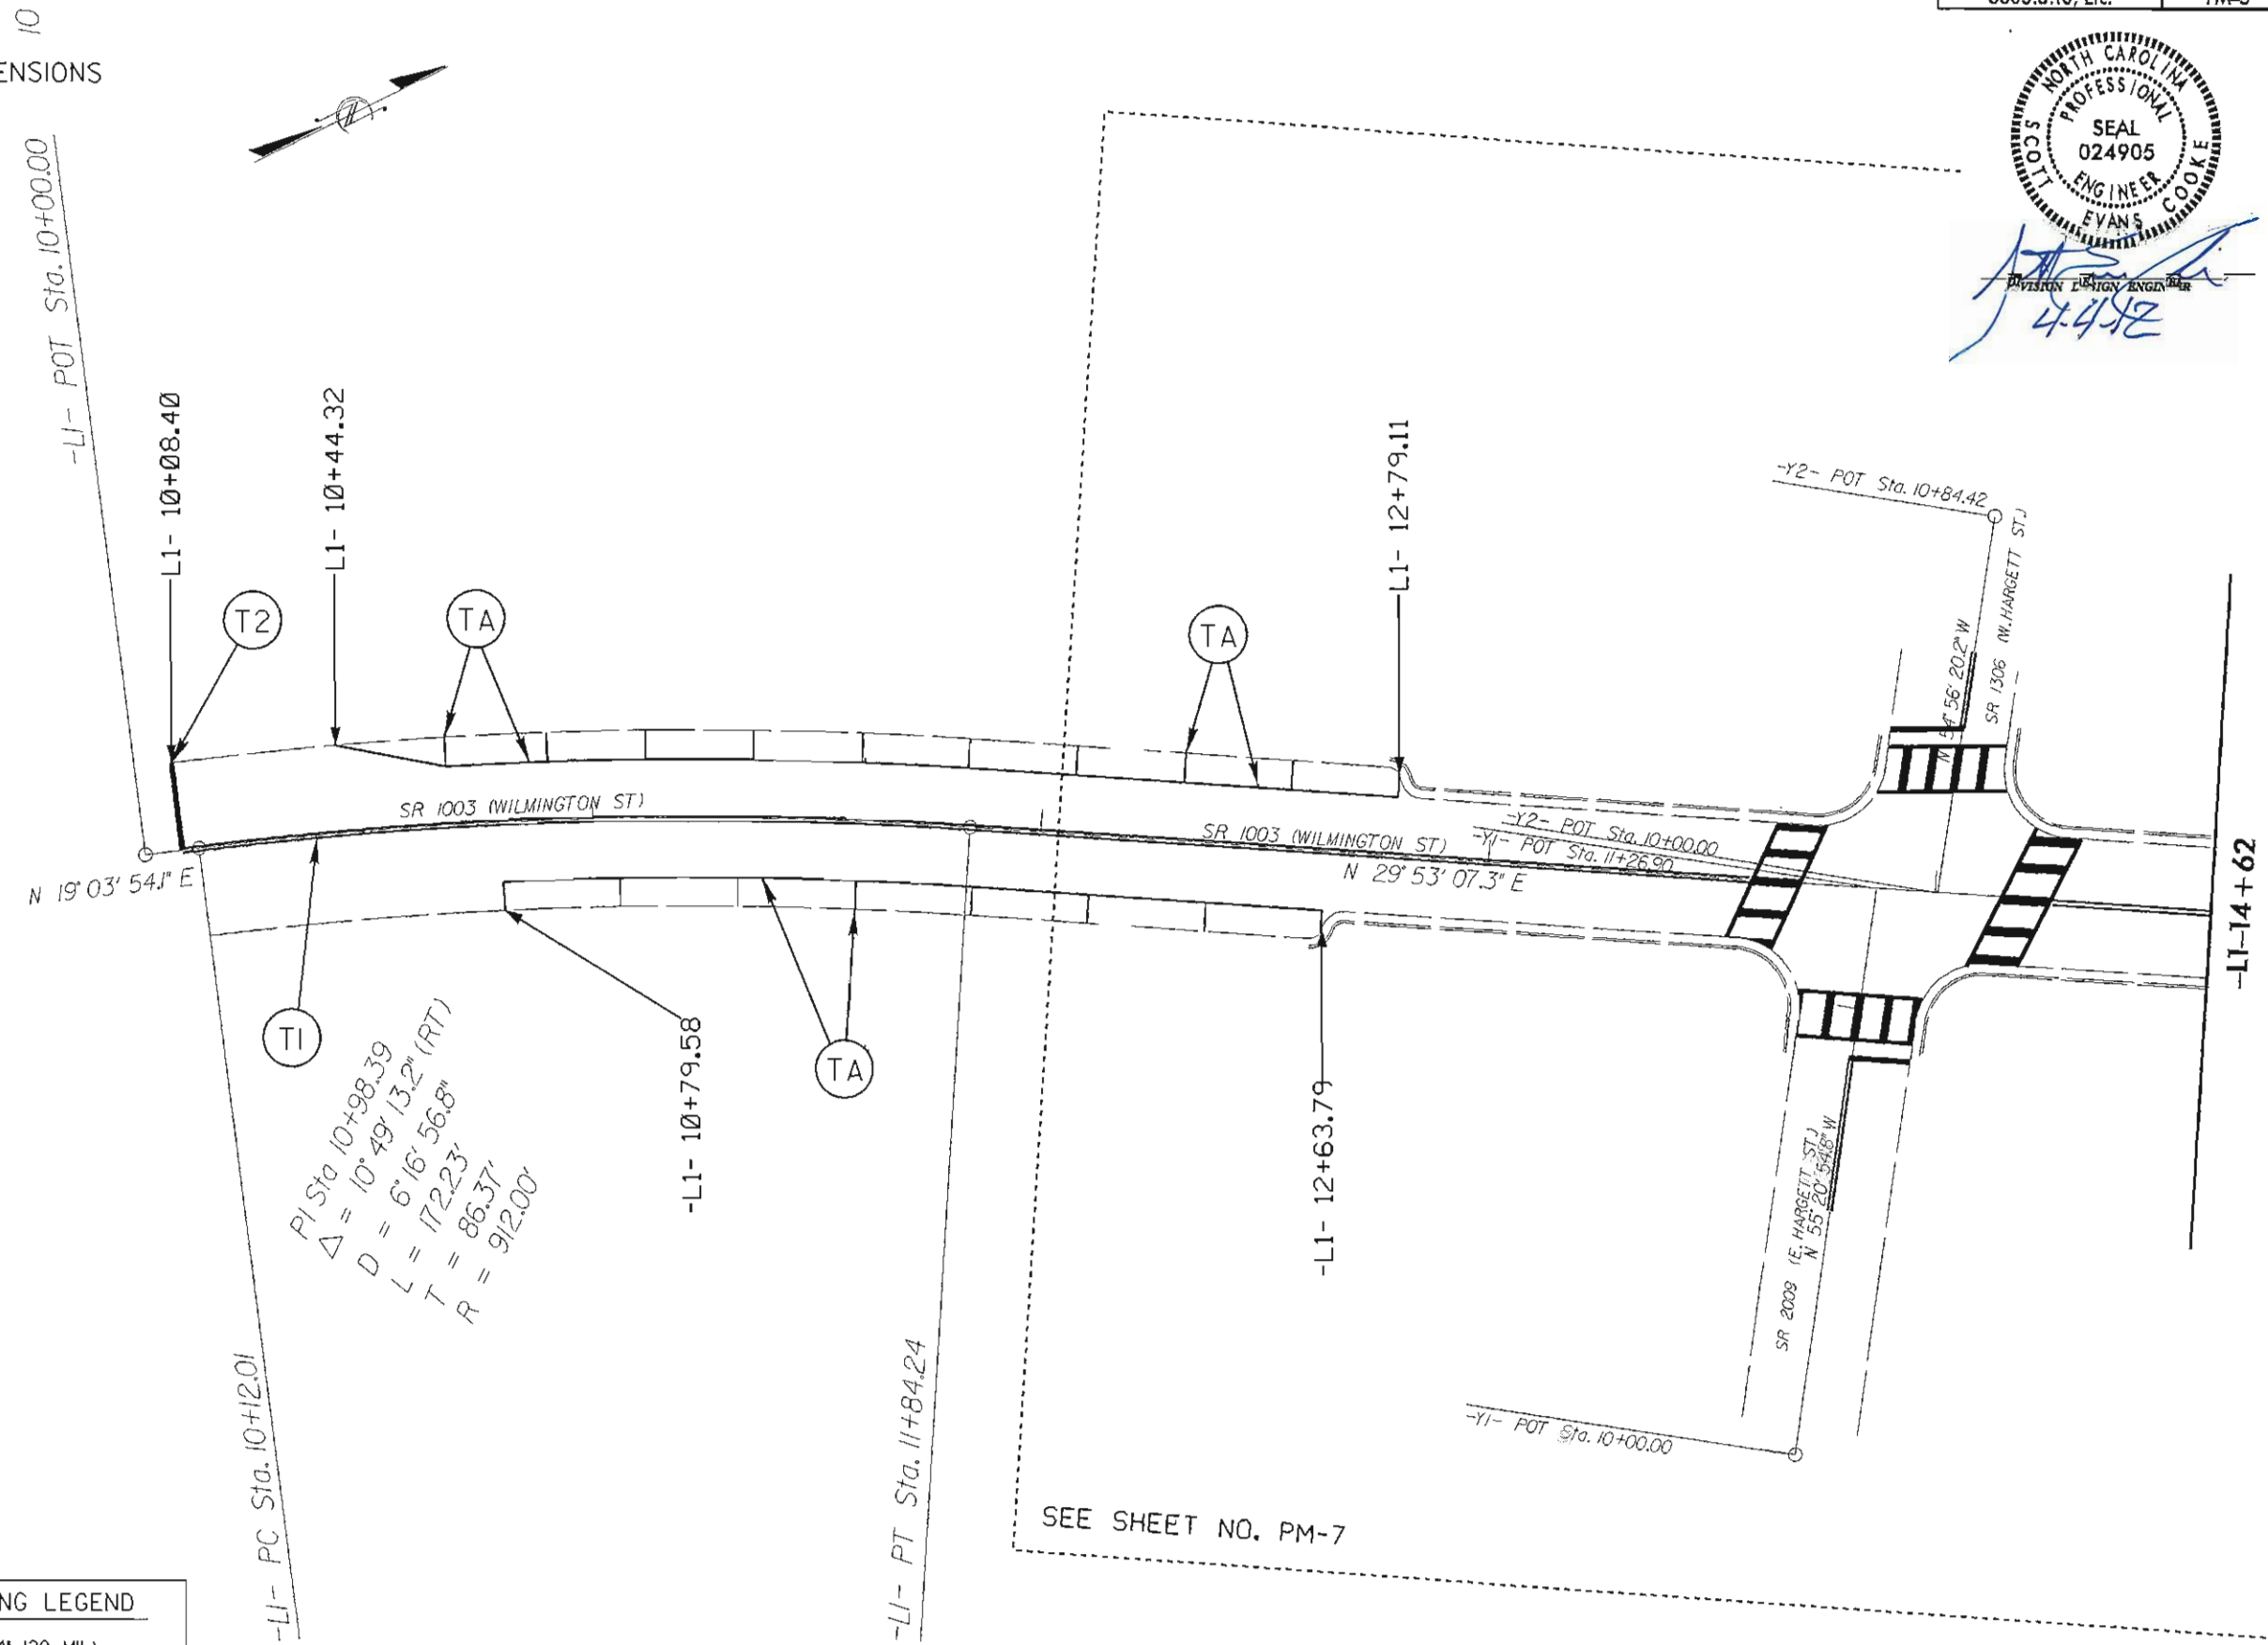 10
ENSIONS
NORTH CAROLINA
PROFESSIONAL
SEAL
024905
ENGINEER
SCOTT EVANS COOKE
DIVISION DESIGN ENGINEER
4-4-12
-L1- POT Sta. 10+00.00
L1- 10+08.40
L1- 10+44.32
L1- 12+79.11
T2
TA
TA
-Y2- POT Sta. 10+84.42
N 54° 56' 20.2" W
SR 1306 (W. HARGETT ST.)
SR 1003 (WILMINGTON ST)
SR 1003 (WILMINGTON ST)
-Y2- POT Sta. 10+00.00
-Y1- POT Sta. 11+26.90
N 29° 53' 07.3" E
N 19° 03' 54.1" E
-L1-14+62
T1
TA
PI Sta 10+98.39
Δ = 10° 49' 13.2" (RT)
D = 6° 16' 56.8"
L = 172.23'
T = 86.37'
R = 912.00'
-L1- 10+79.58
-L1- 12+63.79
SR 2009 (E. HARGETT ST.)
N 55° 20' 54.8" W
-Y1- POT Sta. 10+00.00
-L1- PC Sta. 10+12.01
-L1- PT Sta. 11+84.24
SEE SHEET NO. PM-7
NG LEGEND